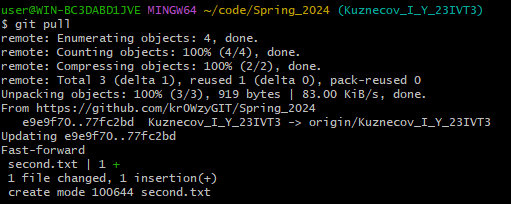 user@WIN-BC3DABD1JVE MINGW64 ~/code/Spring_2024 (Kuznecov_I_Y_23IVT3)
$ git pull
remote: Enumerating objects: 4, done.
remote: Counting objects: 100% (4/4), done.
remote: Compressing objects: 100% (2/2), done.
remote: Total 3 (delta 1), reused 1 (delta 0), pack-reused 0
Unpacking objects: 100% (3/3), 919 bytes | 83.00 KiB/s, done.
From https://github.com/kr0WzyGIT/Spring_2024
   e9e9f70..77fc2bd  Kuznecov_I_Y_23IVT3 -> origin/Kuznecov_I_Y_23IVT3
Updating e9e9f70..77fc2bd
Fast-forward
 second.txt | 1 +
 1 file changed, 1 insertion(+)
 create mode 100644 second.txt